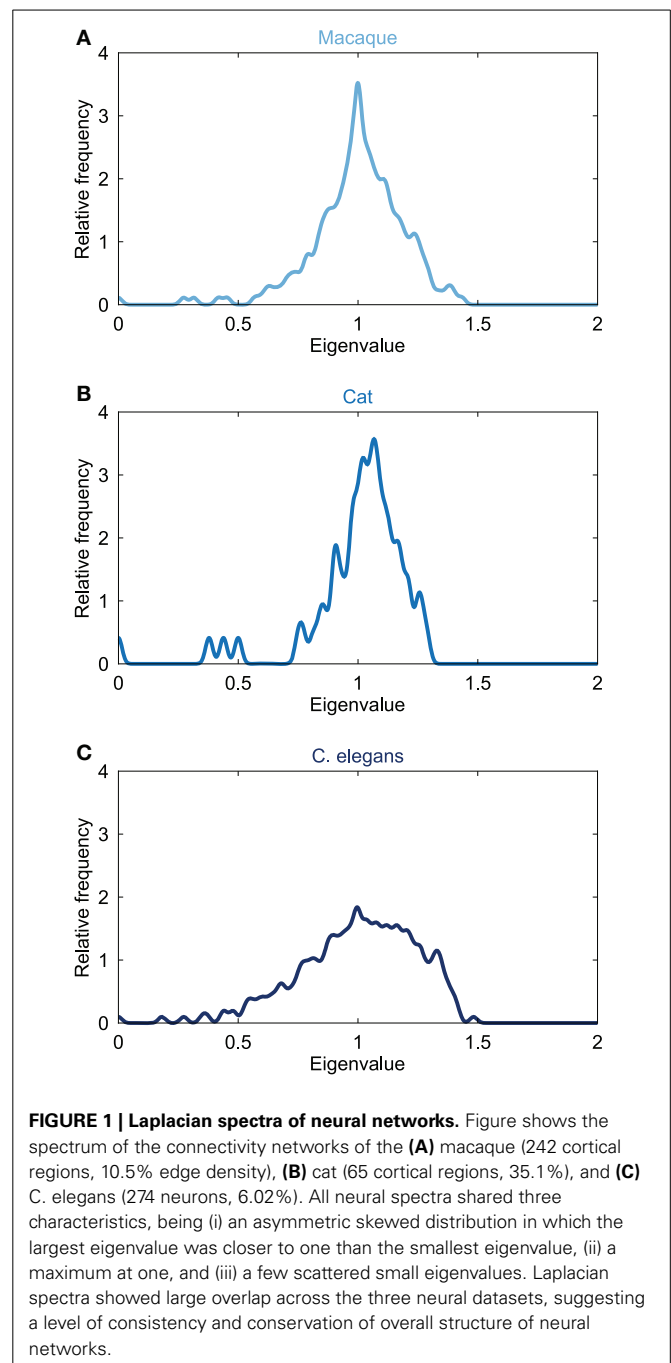 A
Macaque
4
3
2
1
0
Relative frequency
0 0.5 1 1.5 2
Eigenvalue
B
Cat
4
3
2
1
0
Relative frequency
0 0.5 1 1.5 2
Eigenvalue
C
C. elegans
4
3
2
1
0
Relative frequency
0 0.5 1 1.5 2
Eigenvalue
FIGURE 1 | Laplacian spectra of neural networks. Figure shows the
spectrum of the connectivity networks of the (A) macaque (242 cortical
regions, 10.5% edge density), (B) cat (65 cortical regions, 35.1%), and (C)
C. elegans (274 neurons, 6.02%). All neural spectra shared three
characteristics, being (i) an asymmetric skewed distribution in which the
largest eigenvalue was closer to one than the smallest eigenvalue, (ii) a
maximum at one, and (iii) a few scattered small eigenvalues. Laplacian
spectra showed large overlap across the three neural datasets, suggesting
a level of consistency and conservation of overall structure of neural
networks.